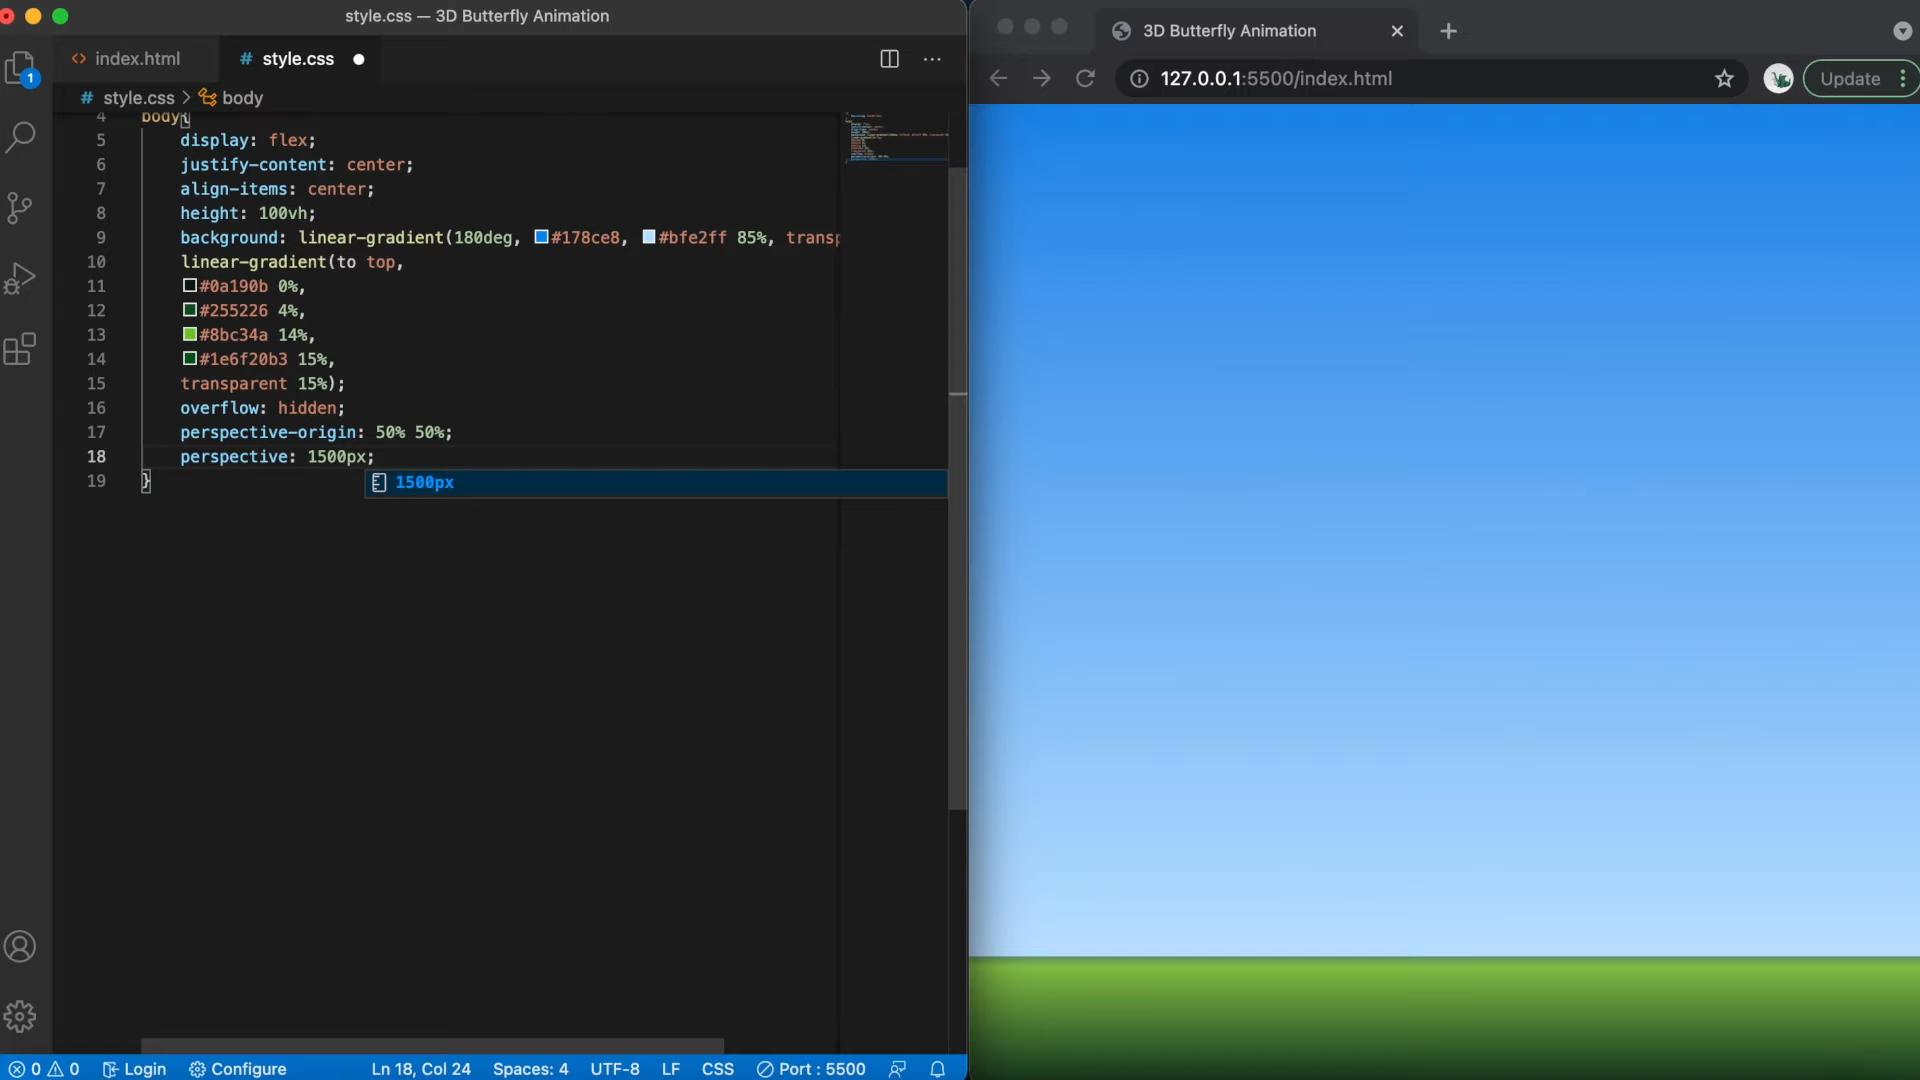 style.css — 3D Butterfly Animation
index.html
# style.css
1
# style.css > body
4 body{
5 display: flex;
6 justify-content: center;
7 align-items: center;
8 height: 100vh;
9 background: linear-gradient(180deg, #178ce8, #bfe2ff 85%, transp
10 linear-gradient(to top,
11 #0a190b 0%,
12 #255226 4%,
13 #8bc34a 14%,
14 #1e6f20b3 15%,
15 transparent 15%);
16 overflow: hidden;
17 perspective-origin: 50% 50%;
18 perspective: 1500px;
19 }
1500px
0 0 Login Configure Ln 18, Col 24 Spaces: 4 UTF-8 LF CSS Port : 5500
3D Butterfly Animation
127.0.0.1:5500/index.html
Update